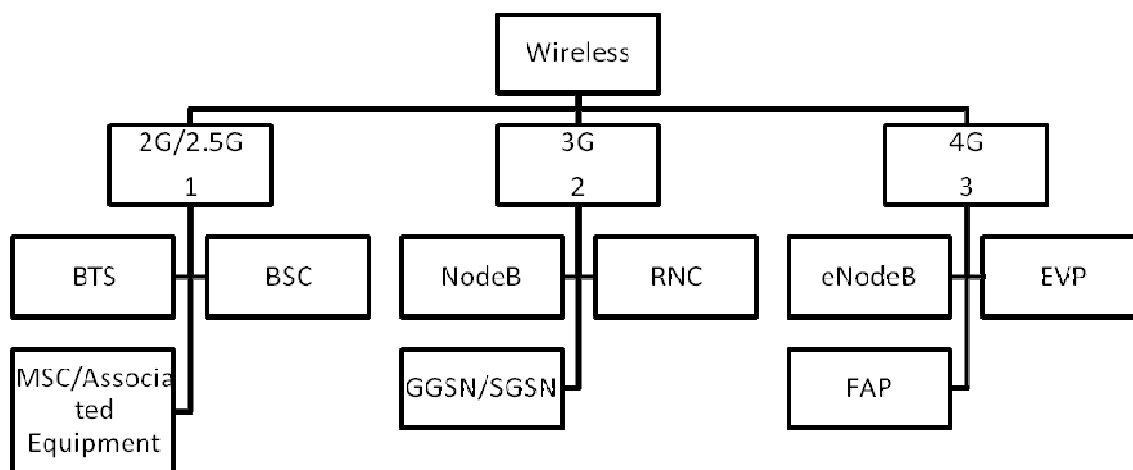 Wireless
2G/2.5G
1
3G
2
4G
3
BTS
BSC
NodeB
RNC
eNodeB
EVP
MSC/Associa
ted
Equipment
GGSN/SGSN
FAP